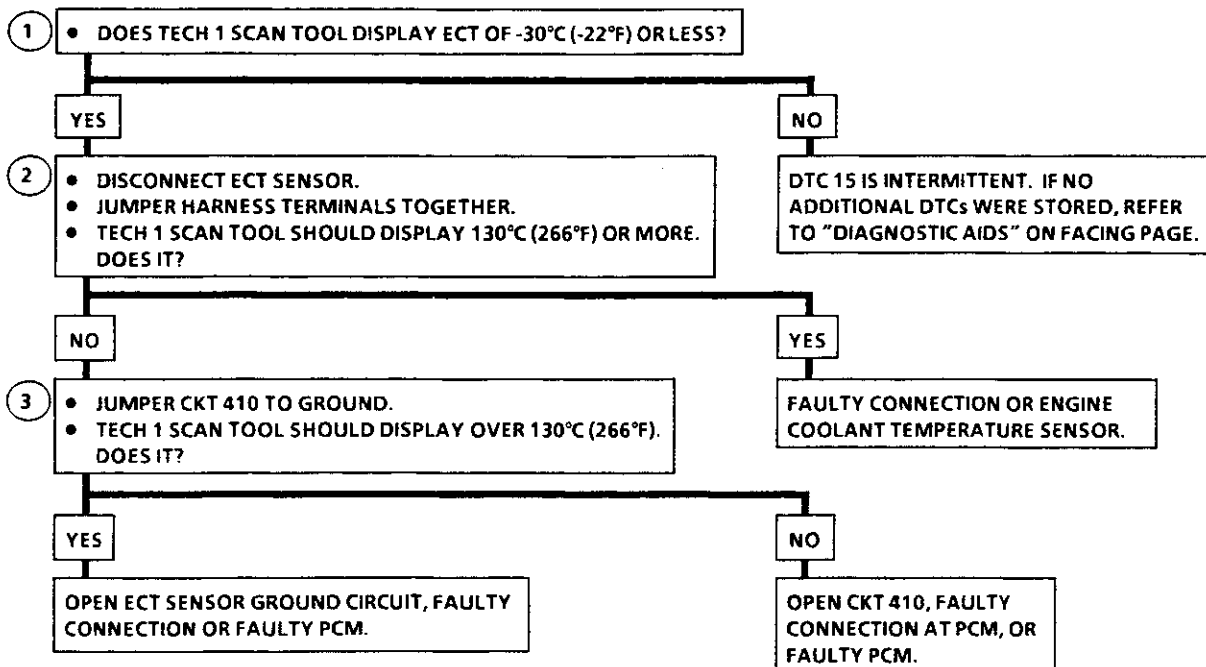 1
• DOES TECH 1 SCAN TOOL DISPLAY ECT OF -30°C (-22°F) OR LESS?
YES
NO
2
• DISCONNECT ECT SENSOR.
• JUMPER HARNESS TERMINALS TOGETHER.
• TECH 1 SCAN TOOL SHOULD DISPLAY 130°C (266°F) OR MORE.
DOES IT?
DTC 15 IS INTERMITTENT. IF NO
ADDITIONAL DTCs WERE STORED, REFER
TO "DIAGNOSTIC AIDS" ON FACING PAGE.
NO
YES
3
• JUMPER CKT 410 TO GROUND.
• TECH 1 SCAN TOOL SHOULD DISPLAY OVER 130°C (266°F).
DOES IT?
FAULTY CONNECTION OR ENGINE
COOLANT TEMPERATURE SENSOR.
YES
NO
OPEN ECT SENSOR GROUND CIRCUIT, FAULTY
CONNECTION OR FAULTY PCM.
OPEN CKT 410, FAULTY
CONNECTION AT PCM, OR
FAULTY PCM.